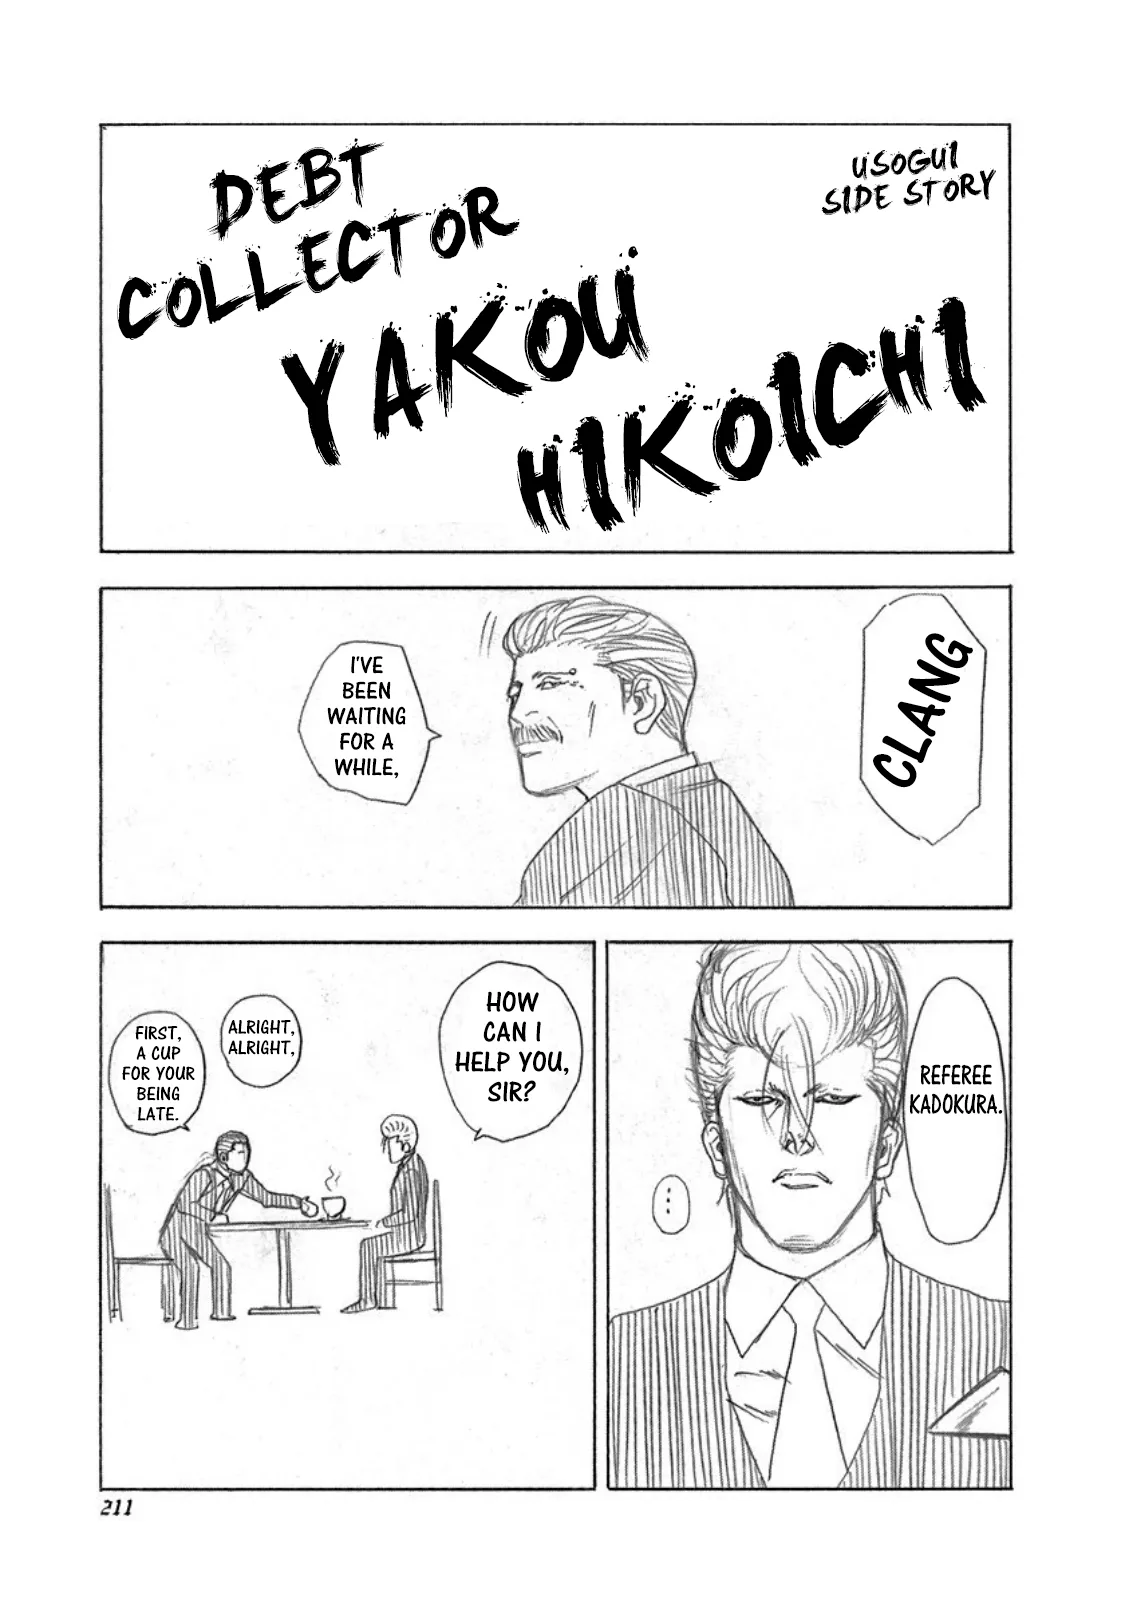 USOGUI
SIDE STORY
DEBT
COLLECTOR
YAKOU
HIKOICHI
CLANG
I'VE
BEEN
WAITING
FOR A
WHILE,
REFEREE
KADOKURA.
...
HOW
CAN I
HELP YOU,
SIR?
ALRIGHT,
ALRIGHT,
FIRST,
A CUP
FOR YOUR
BEING
LATE.
211